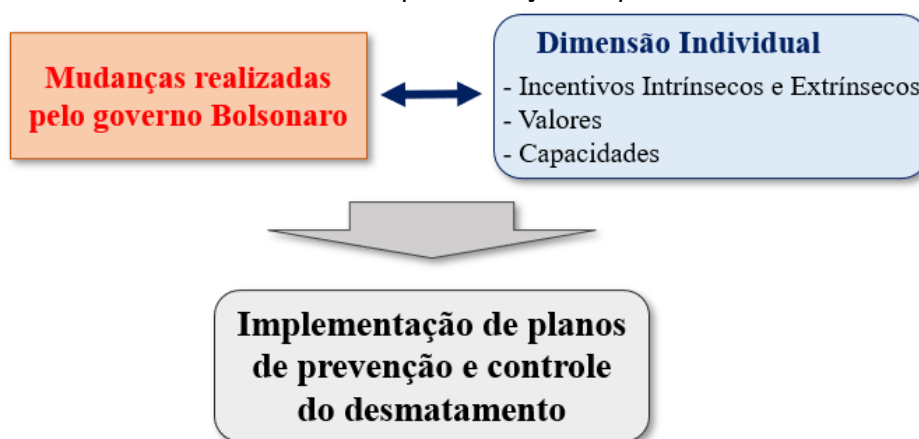 Mudanças realizadas
pelo governo Bolsonaro
Dimensão Individual
- Incentivos Intrínsecos e Extrínsecos
- Valores
- Capacidades
Implementação de planos
de prevenção e controle
do desmatamento